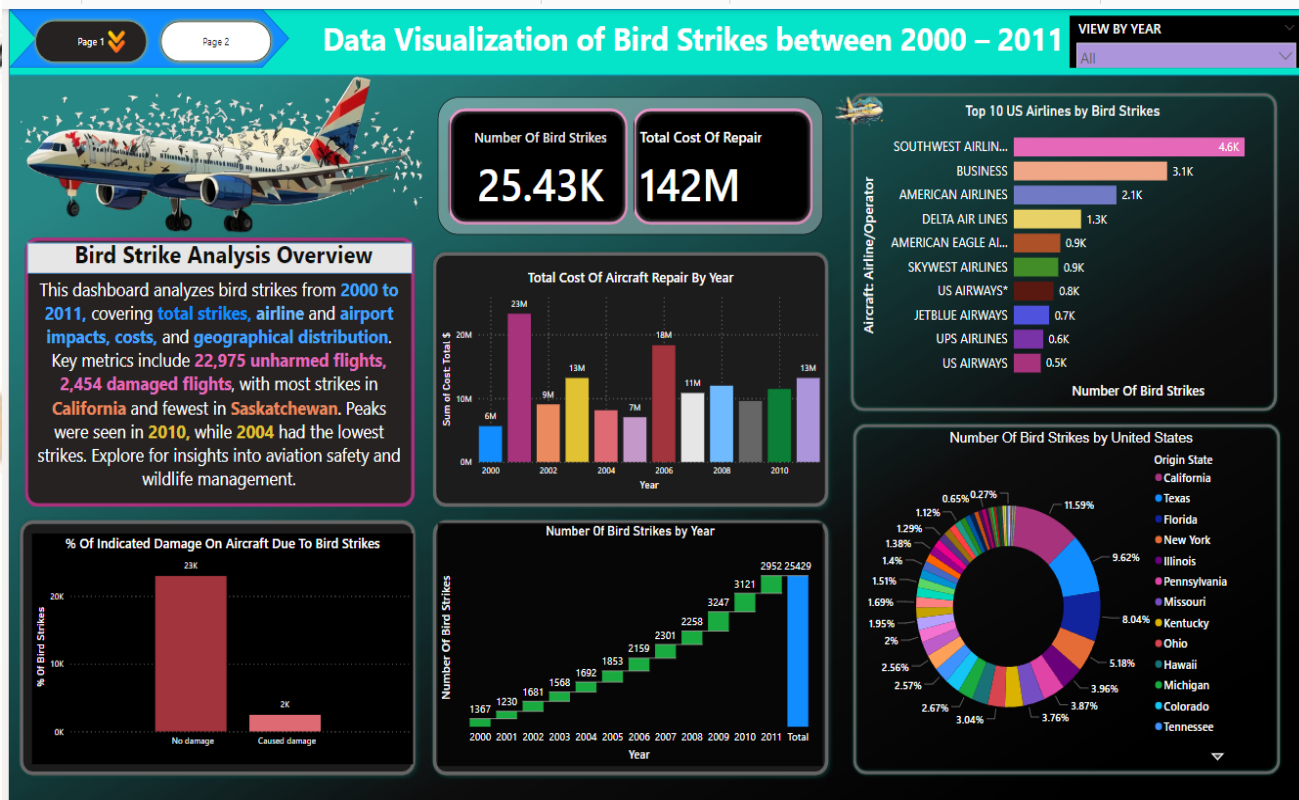 Page 1
Page 2
Data Visualization of Bird Strikes between 2000 – 2011
VIEW BY YEAR
All
Number Of Bird Strikes
25.43K
Total Cost Of Repair
142M
Bird Strike Analysis Overview
This dashboard analyzes bird strikes from 2000 to
2011, covering total strikes, airline and airport
impacts, costs, and geographical distribution.
Key metrics include 22,975 unharmed flights,
2,454 damaged flights, with most strikes in
California and fewest in Saskatchewan. Peaks
were seen in 2010, while 2004 had the lowest
strikes. Explore for insights into aviation safety and
wildlife management.
Total Cost Of Aircraft Repair By Year
Sum of Cost: Total $
20M
10M
0M
6M
23M
9M
13M
7M
18M
11M
13M
2000
2002
2004
2006
2008
2010
Year
Top 10 US Airlines by Bird Strikes
Aircraft: Airline/Operator
SOUTHWEST AIRLIN... 4.6K
BUSINESS 3.1K
AMERICAN AIRLINES 2.1K
DELTA AIR LINES 1.3K
AMERICAN EAGLE AI... 0.9K
SKYWEST AIRLINES 0.9K
US AIRWAYS* 0.8K
JETBLUE AIRWAYS 0.7K
UPS AIRLINES 0.6K
US AIRWAYS 0.5K
Number Of Bird Strikes
% Of Indicated Damage On Aircraft Due To Bird Strikes
% Of Bird Strikes
20K
10K
0K
23K
2K
No damage
Caused damage
Number Of Bird Strikes by Year
Number Of Bird Strikes
1367
1230
1681
1568
1692
1853
2159
2301
2258
3247
3121
2952
25429
2000 2001 2002 2003 2004 2005 2006 2007 2008 2009 2010 2011 Total
Year
Number Of Bird Strikes by United States
11.59%
9.62%
8.04%
5.18%
3.96%
3.87%
3.76%
3.04%
2.67%
2.57%
2.56%
2%
1.95%
1.69%
1.51%
1.4%
1.38%
1.29%
1.12%
0.65%
0.27%
Origin State
California
Texas
Florida
New York
Illinois
Pennsylvania
Missouri
Kentucky
Ohio
Hawaii
Michigan
Colorado
Tennessee